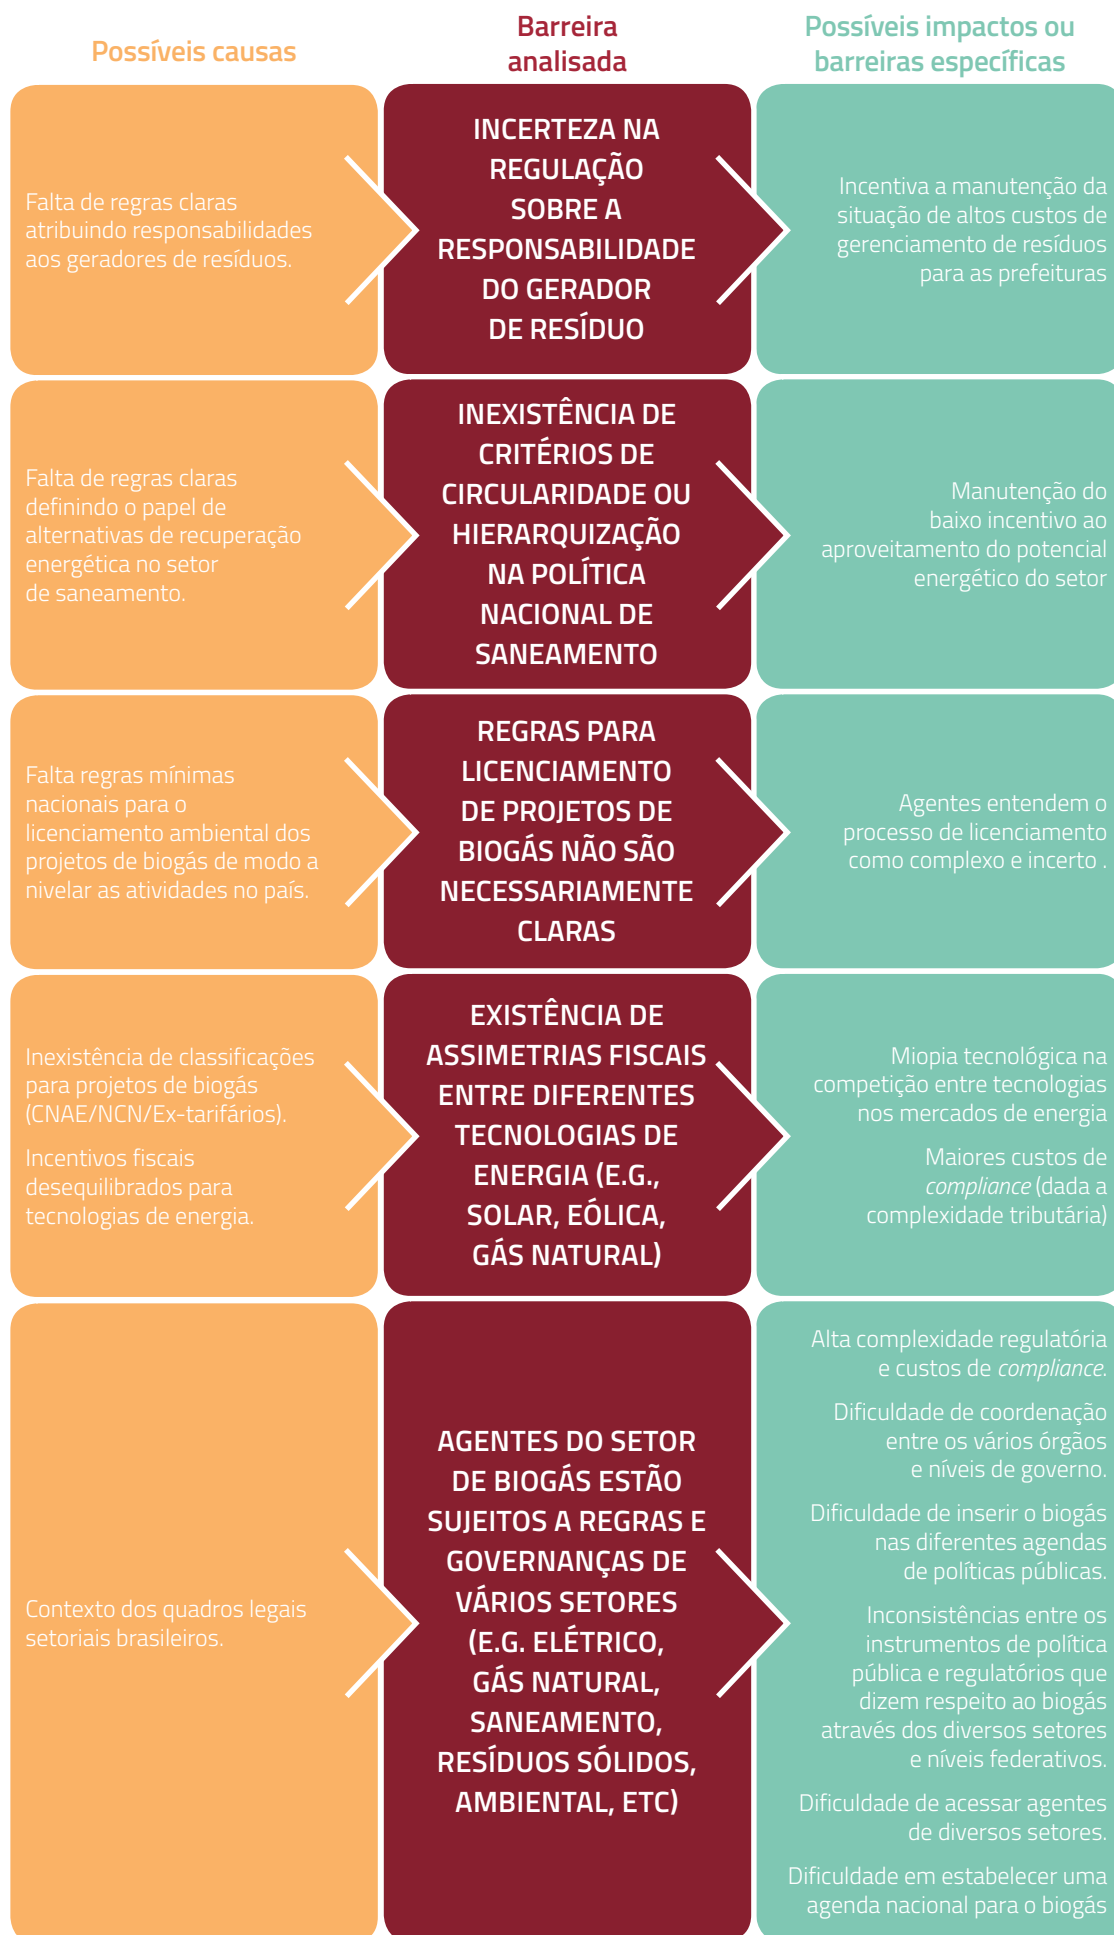 Possíveis causas
Barreira
analisada
Possíveis impactos ou
barreiras específicas
Falta de regras claras
atribuindo responsabilidades
aos geradores de resíduos.
INCERTEZA NA
REGULAÇÃO
SOBRE A
RESPONSABILIDADE
DO GERADOR
DE RESÍDUO
Incentiva a manutenção da
situação de altos custos de
gerenciamento de resíduos
para as prefeituras
Falta de regras claras
definindo o papel de
alternativas de recuperação
energética no setor
de saneamento.
INEXISTÊNCIA DE
CRITÉRIOS DE
CIRCULARIDADE OU
HIERARQUIZAÇÃO
NA POLÍTICA
NACIONAL DE
SANEAMENTO
Manutenção do
baixo incentivo ao
aproveitamento do potencial
energético do setor
Falta regras mínimas
nacionais para o
licenciamento ambiental dos
projetos de biogás de modo a
nivelar as atividades no país.
REGRAS PARA
LICENCIAMENTO
DE PROJETOS DE
BIOGÁS NÃO SÃO
NECESSARIAMENTE
CLARAS
Agentes entendem o
processo de licenciamento
como complexo e incerto .
Inexistência de classificações
para projetos de biogás
(CNAE/NCN/Ex-tarifários).
Incentivos fiscais
desequilibrados para
tecnologias de energia.
EXISTÊNCIA DE
ASSIMETRIAS FISCAIS
ENTRE DIFERENTES
TECNOLOGIAS DE
ENERGIA (E.G.,
SOLAR, EÓLICA,
GÁS NATURAL)
Miopia tecnológica na
competição entre tecnologias
nos mercados de energia
Maiores custos de
compliance (dada a
complexidade tributária)
Contexto dos quadros legais
setoriais brasileiros.
AGENTES DO SETOR
DE BIOGÁS ESTÃO
SUJEITOS A REGRAS E
GOVERNANÇAS DE
VÁRIOS SETORES
(E.G. ELÉTRICO,
GÁS NATURAL,
SANEAMENTO,
RESÍDUOS SÓLIDOS,
AMBIENTAL, ETC)
Alta complexidade regulatória
e custos de compliance.
Dificuldade de coordenação
entre os vários órgãos
e níveis de governo.
Dificuldade de inserir o biogás
nas diferentes agendas
de políticas públicas.
Inconsistências entre os
instrumentos de política
pública e regulatórios que
dizem respeito ao biogás
através dos diversos setores
e níveis federativos.
Dificuldade de acessar agentes
de diversos setores.
Dificuldade em estabelecer uma
agenda nacional para o biogás